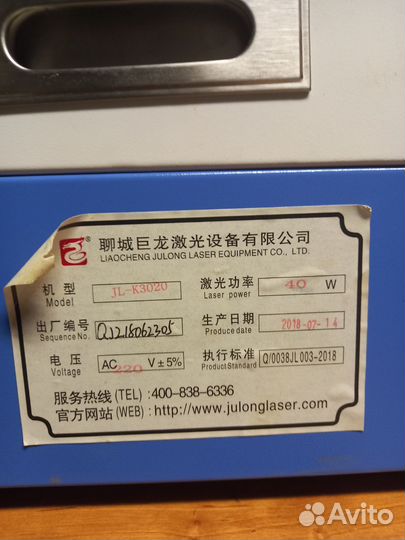 聊城巨龙激光设备有限公司
LIAOCHENG JULONG LASER EQUIPMENT CO., LTD.
机型 JL-K3020 激光功率 40 W
Model Laser power
出厂编号 QJ218062305 生产日期 2018-07-14
Sequence No. Produce date
电压 AC 220 V±5% 执行标准 Q/0038JL 003-2018
Voltage Product Standard
服务热线(TEL):400-838-6336
官方网站(WEB):http://www.julonglaser.com
Avito